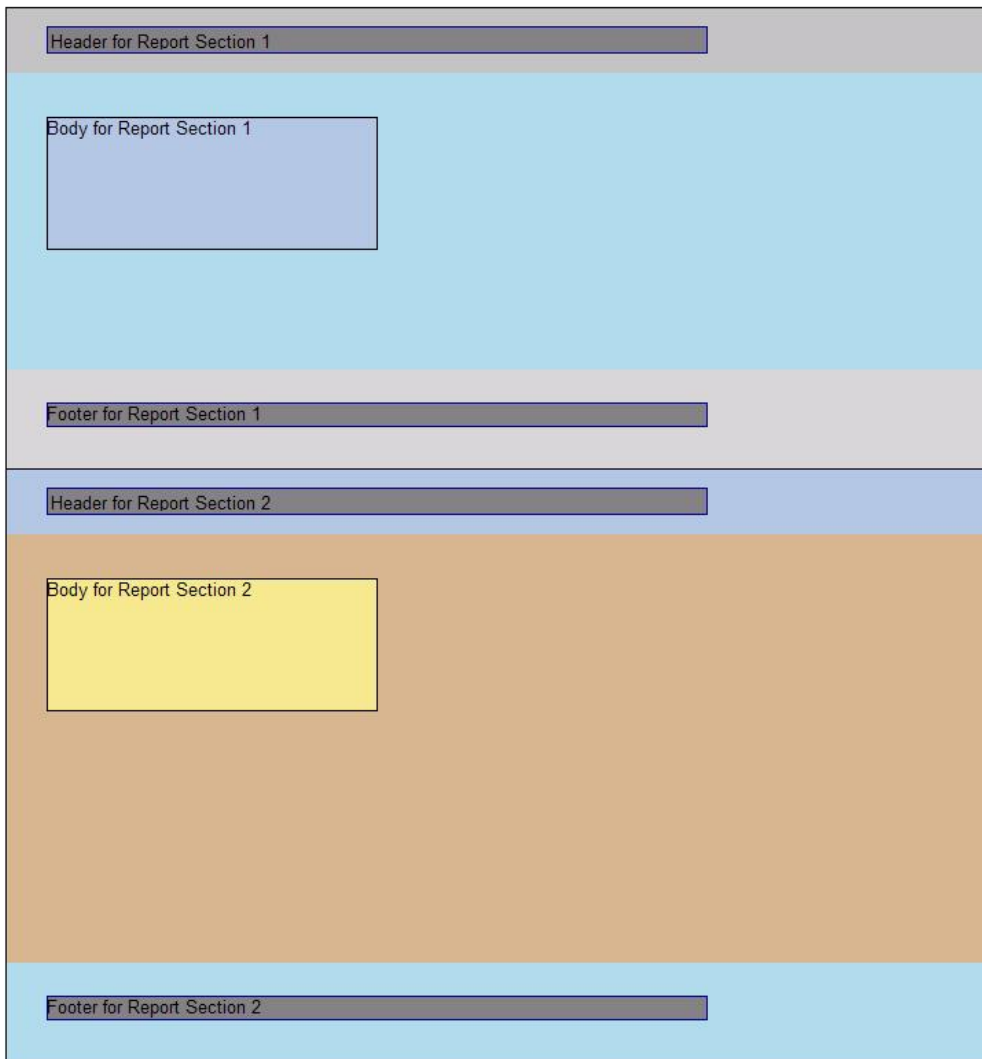 Header for Report Section 1
Body for Report Section 1
Footer for Report Section 1
Header for Report Section 2
Body for Report Section 2
Footer for Report Section 2